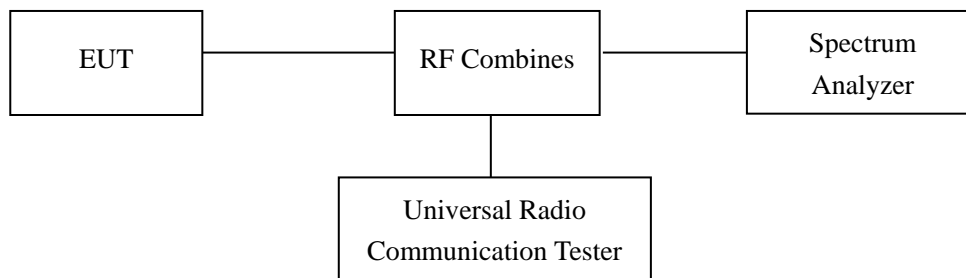 EUT
RF Combines
Spectrum
Analyzer
Universal Radio
Communication Tester